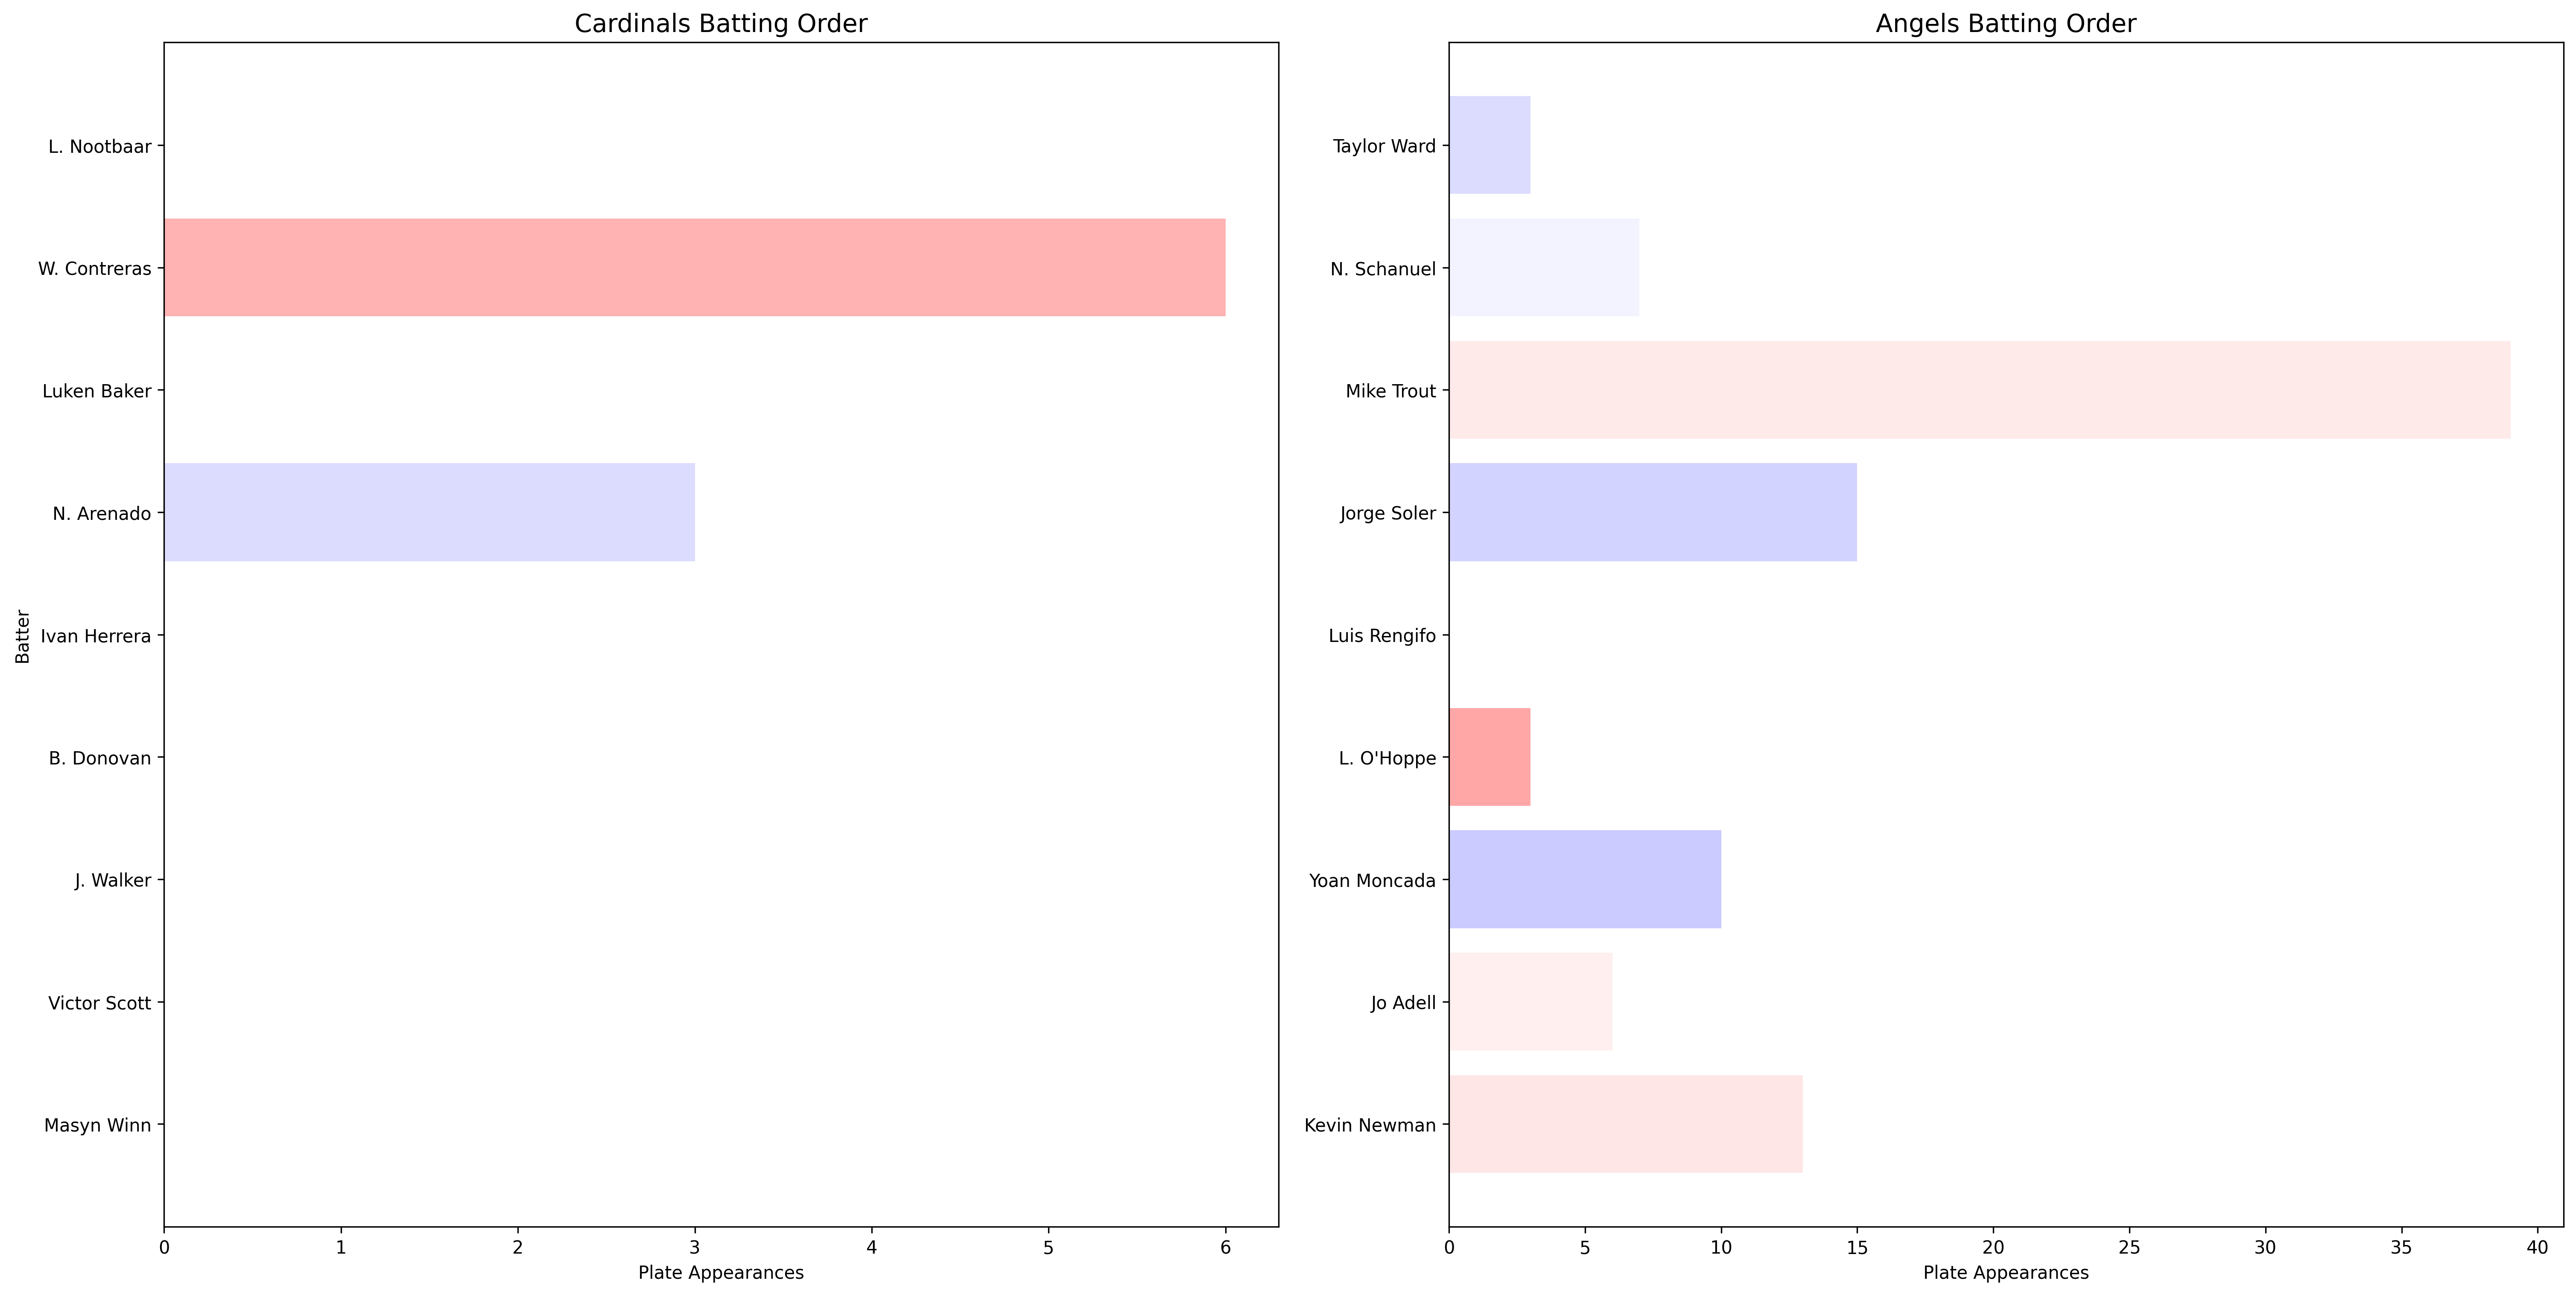 Cardinals Batting Order
Batter
L. Nootbaar
W. Contreras
Luken Baker
N. Arenado
Ivan Herrera
B. Donovan
J. Walker
Victor Scott
Masyn Winn
0 1 2 3 4 5 6
Plate Appearances
Angels Batting Order
Taylor Ward
N. Schanuel
Mike Trout
Jorge Soler
Luis Rengifo
L. O'Hoppe
Yoan Moncada
Jo Adell
Kevin Newman
0 5 10 15 20 25 30 35 40
Plate Appearances